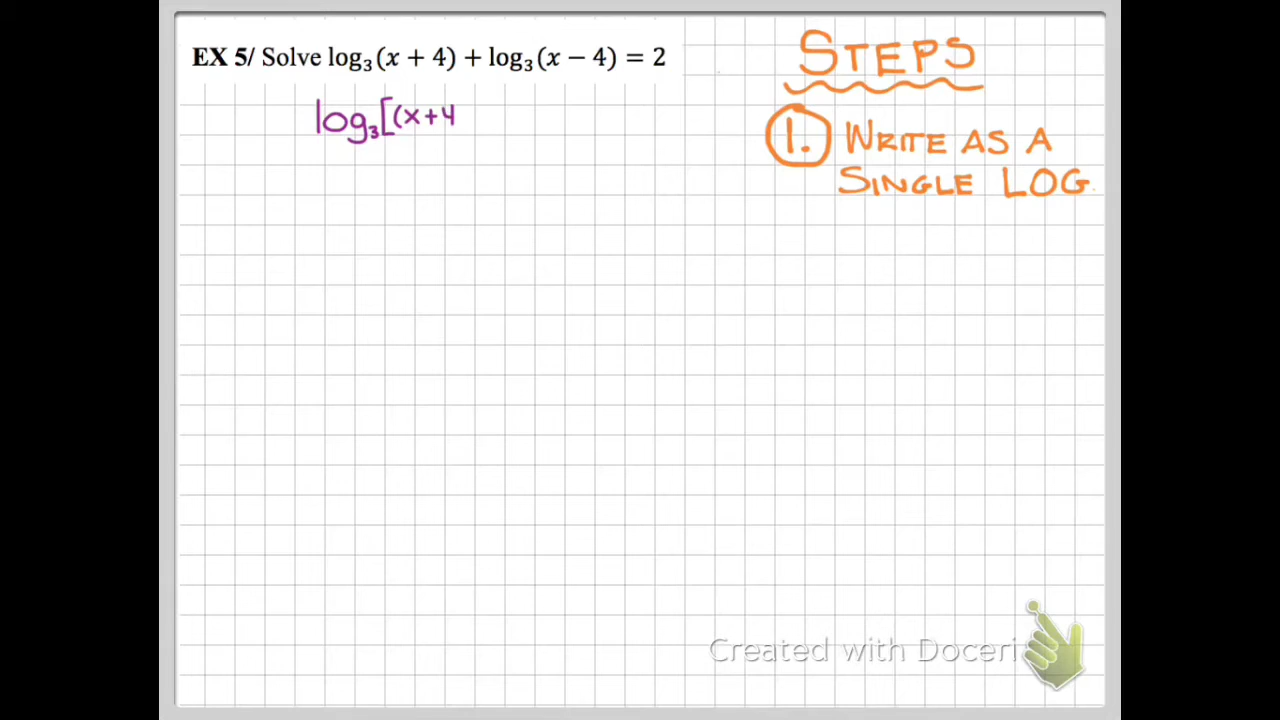 EX 5/ Solve log₃(x + 4) + log₃(x − 4) = 2
log₃[(x+4
STEPS
1. WRITE AS A
SINGLE LOG.
Created with Doceri